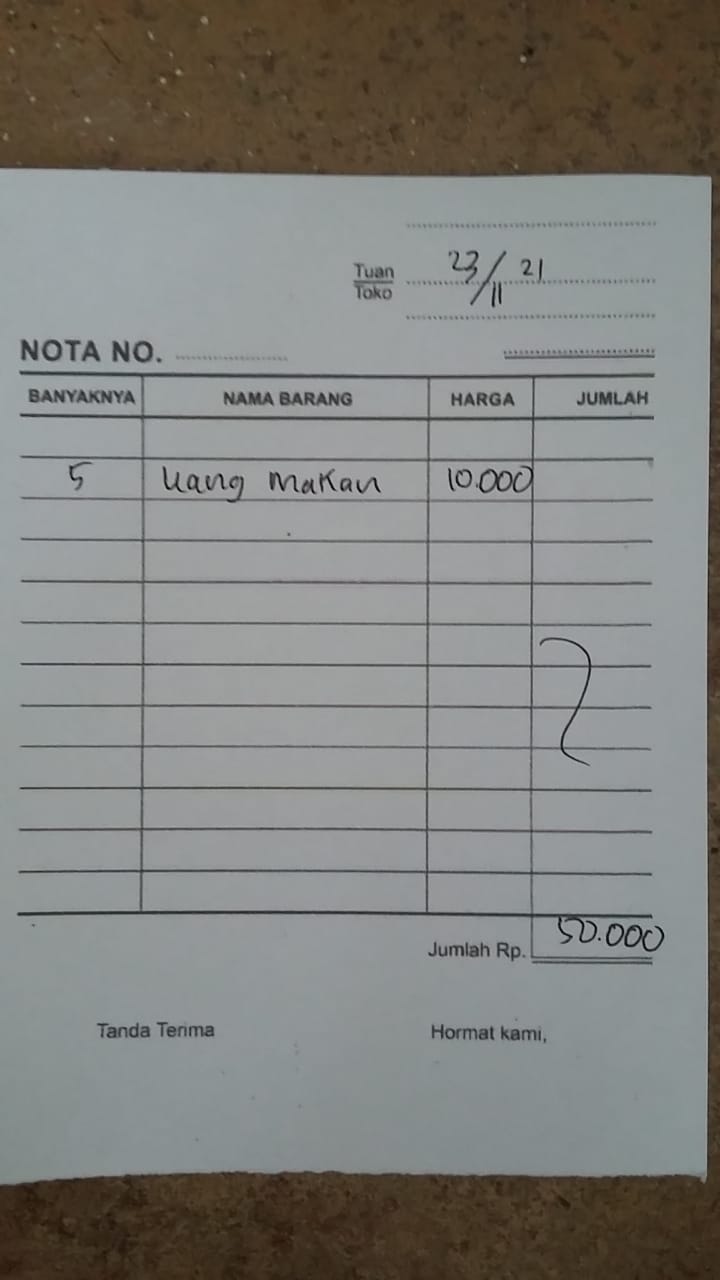 23/11 21
Tuan
Toko
NOTA NO.
BANYAKNYA NAMA BARANG HARGA JUMLAH
5 Uang Makan 10.000
Jumlah Rp. 50.000
Tanda Terima Hormat kami,